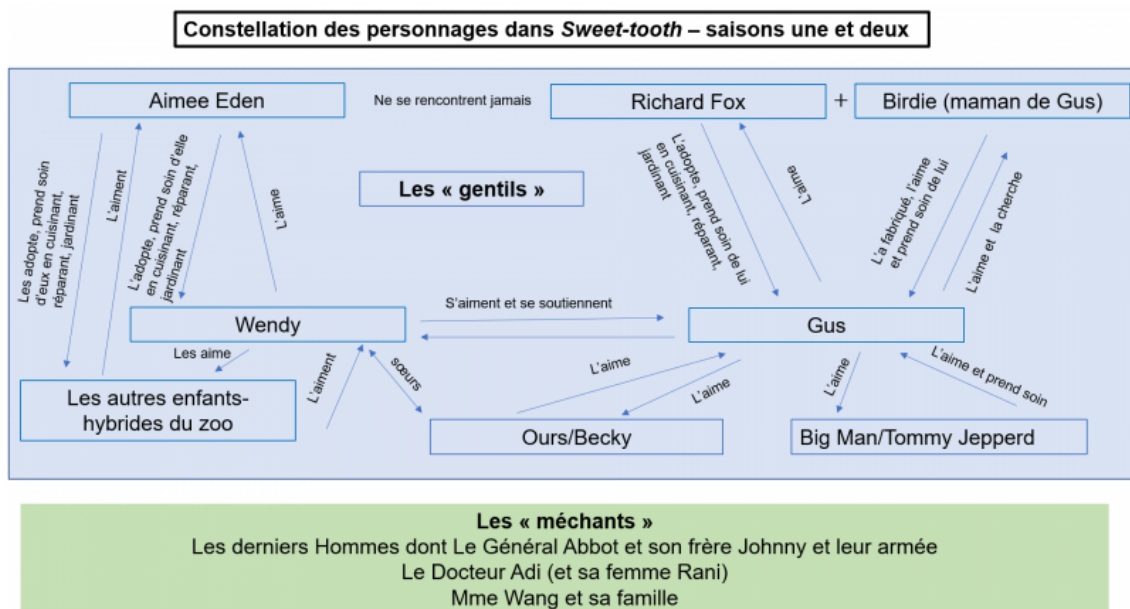 Constellation des personnages dans Sweet-tooth – saisons une et deux
Aimee Eden
Ne se rencontrent jamais
Richard Fox
+
Birdie (maman de Gus)
Les adopte, prend soin
d'eux en cuisinant,
réparant, jardinant
L'aiment
L'adopte, prend soin d'elle
en cuisinant, réparant,
jardinant
L'aime
Les « gentils »
L'adopte, prend soin de lui
en cuisinant, réparant,
jardinant
L'aime
L'a fabriqué, l'aime
et prend soin de lui
L'aime et la cherche
Wendy
S'aiment et se soutiennent
Gus
Les aime
L'aiment
sœurs
L'aime
L'aime
L'aime
L'aime et prend soin
Les autres enfants-
hybrides du zoo
Ours/Becky
Big Man/Tommy Jepperd
Les « méchants »
Les derniers Hommes dont Le Général Abbot et son frère Johnny et leur armée
Le Docteur Adi (et sa femme Rani)
Mme Wang et sa famille